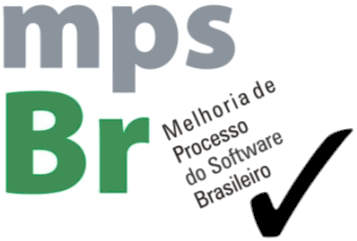 mps
Br
Melhoria de
Processo
do Software
Brasileiro